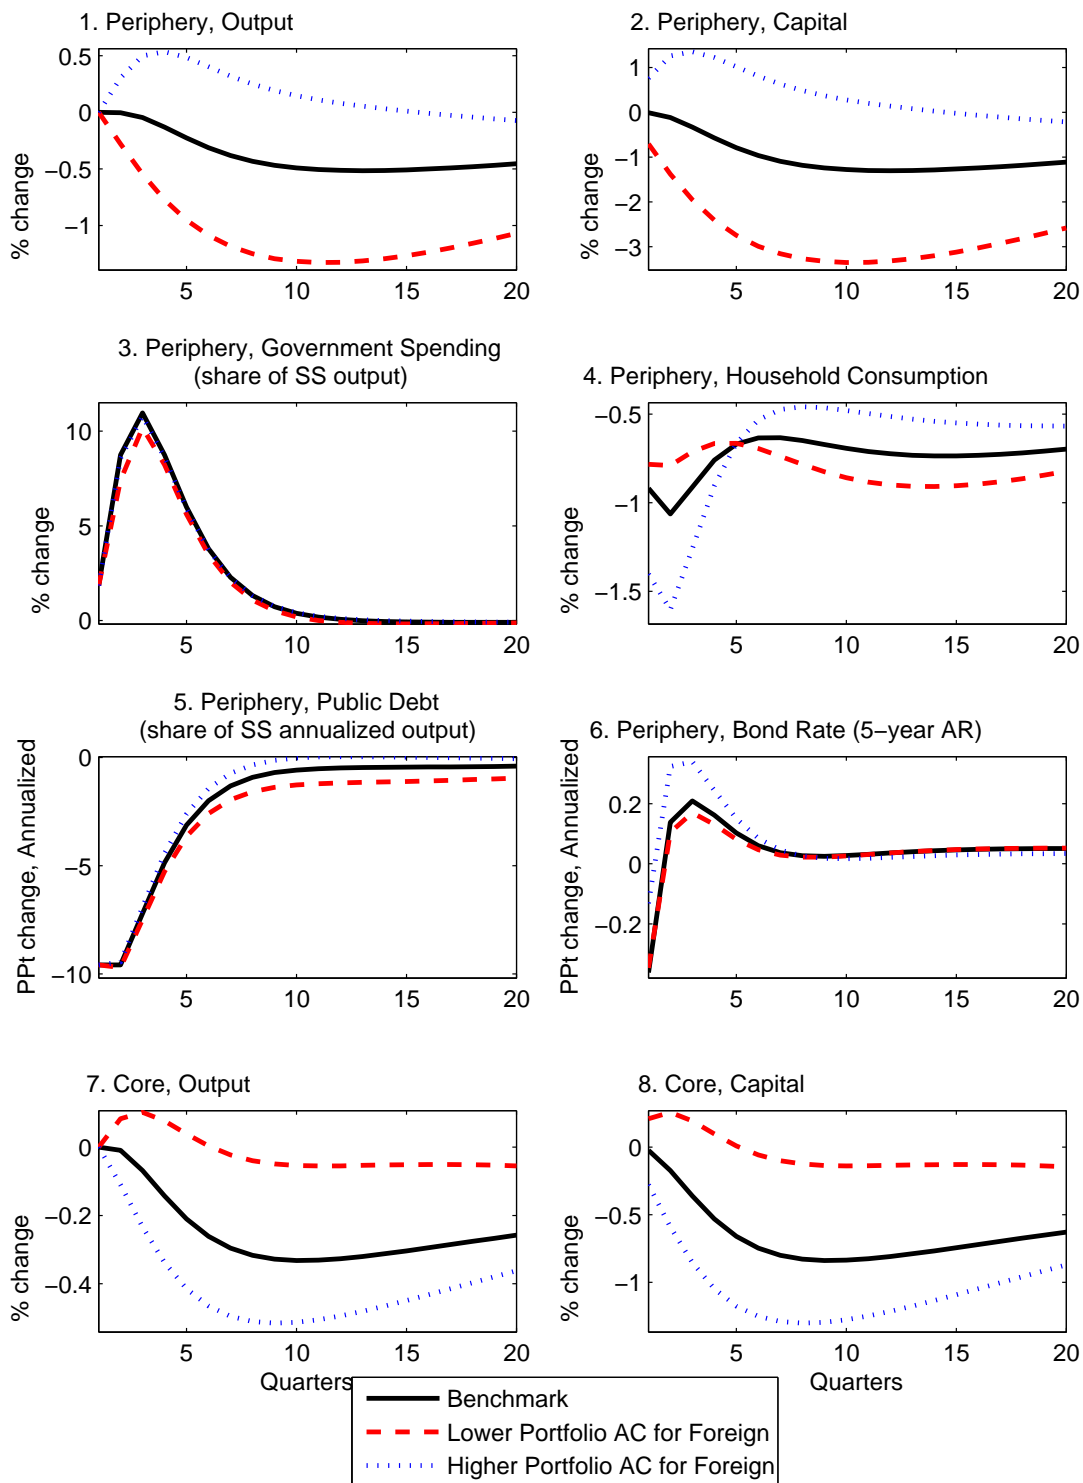 1. Periphery, Output
0.5
0
−0.5
−1
% change
5 10 15 20
2. Periphery, Capital
1
0
−1
−2
−3
% change
5 10 15 20
3. Periphery, Government Spending
(share of SS output)
10
5
0
% change
5 10 15 20
4. Periphery, Household Consumption
−0.5
−1
−1.5
% change
5 10 15 20
5. Periphery, Public Debt
(share of SS annualized output)
0
−5
−10
PPt change, Annualized
5 10 15 20
6. Periphery, Bond Rate (5−year AR)
0.2
0
−0.2
PPt change, Annualized
5 10 15 20
7. Core, Output
0
−0.2
−0.4
% change
5 10 15 20
Quarters
8. Core, Capital
0
−0.5
−1
% change
5 10 15 20
Quarters
Benchmark
Lower Portfolio AC for Foreign
Higher Portfolio AC for Foreign